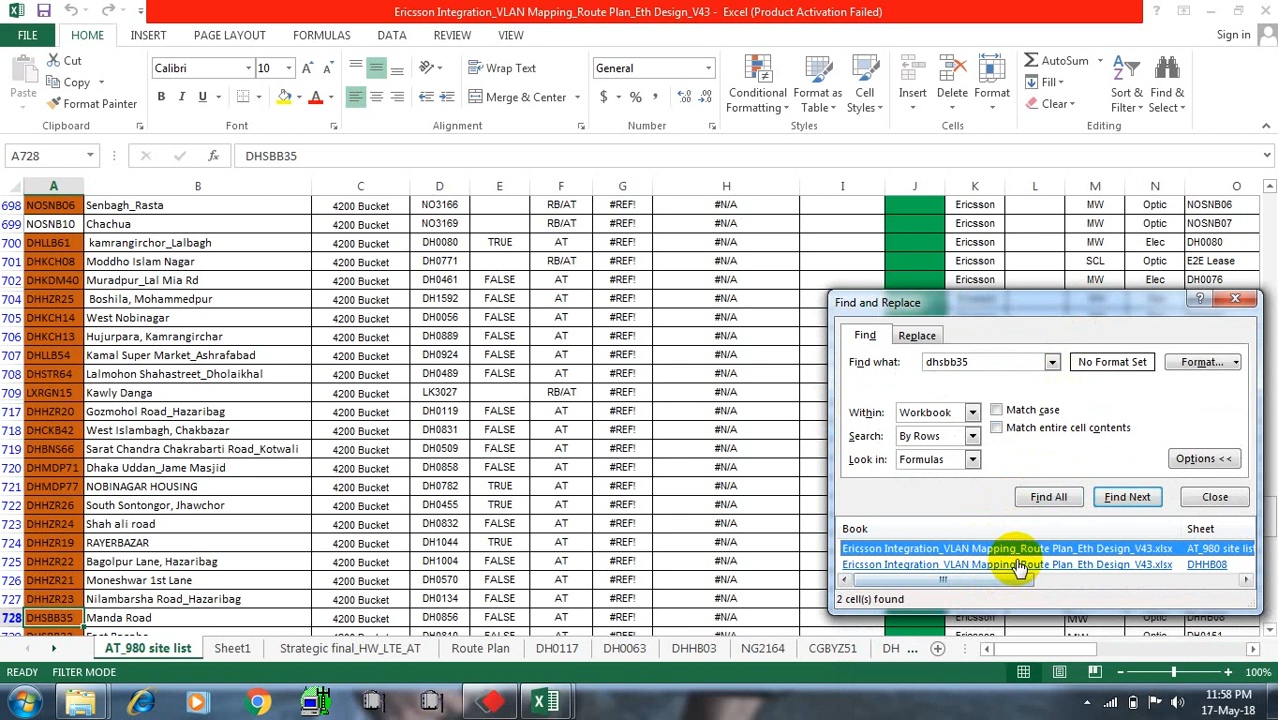 Ericsson Integration_VLAN Mapping_Route Plan_Eth Design_V43 - Excel (Product Activation Failed)
FILE HOME INSERT PAGE LAYOUT FORMULAS DATA REVIEW VIEW Sign in
Paste Cut Copy Format Painter
Calibri 10 Wrap Text General AutoSum
B I U Merge & Center $ % Fill Clear
Conditional Formatting Format as Table Cell Styles Insert Delete Format Sort & Filter Find & Select
Clipboard Font Alignment Number Styles Cells Editing
A728 fx DHSBB35
A B C D E F G H I J K L M N O
698 NOSNB06 Senbagh_Rasta 4200 Bucket NO3166 RB/AT #REF! #N/A Ericsson MW Optic NOSNB06
699 NOSNB10 Chachua 4200 Bucket NO3169 RB/AT #REF! #N/A Ericsson MW Optic NOSNB10
700 DHLLB61 kamrangirchor_Lalbagh 4200 Bucket DH0080 TRUE AT #REF! #N/A Ericsson MW Elec DH0080
701 DHKCH08 Moddho Islam Nagar 4200 Bucket DH0771 RB/AT #REF! #N/A Ericsson SCL Optic E2E Lease
702 DHKDM40 Muradpur_Lal Mia Rd 4200 Bucket DH0461 FALSE AT #REF! #N/A Ericsson MW Elec DH0076
704 DHHZR25 Boshila, Mohammedpur 4200 Bucket DH1592 FALSE AT #REF! #N/A
705 DHKCH14 West Nobinagar 4200 Bucket DH0056 FALSE AT #REF! #N/A
706 DHKCH13 Hujurpara, Kamrangirchar 4200 Bucket DH0889 FALSE AT #REF! #N/A
707 DHLLB54 Kamal Super Market_Ashrafabad 4200 Bucket DH0924 FALSE AT #REF! #N/A
708 DHSTR64 Lalmohon Shahastreet_Dholaikhal 4200 Bucket DH0456 FALSE AT #REF! #N/A
709 LXRGN15 Kawly Danga 4200 Bucket LK3027 RB/AT #REF! #N/A
717 DHHZR20 Gozmohol Road_Hazaribag 4200 Bucket DH0119 FALSE AT #REF! #N/A
718 DHCKB42 West Islambagh, Chakbazar 4200 Bucket DH0831 FALSE AT #REF! #N/A
719 DHBNS66 Sarat Chandra Chakrabarti Road_Kotwali 4200 Bucket DH0893 FALSE AT #REF! #N/A
720 DHMDP71 Dhaka Uddan_Jame Masjid 4200 Bucket DH0468 FALSE AT #REF! #N/A
721 DHMDP77 NOBINAGAR HOUSING 4200 Bucket DH0782 TRUE AT #REF! #N/A
722 DHHZR26 South Sontongor, Jhawchor 4200 Bucket DH0822 TRUE AT #REF! #N/A
723 DHHZR24 Shah ali road 4200 Bucket DH0832 FALSE AT #REF! #N/A
724 DHHZR19 RAYERBAZAR 4200 Bucket DH0443 TRUE AT #REF! #N/A
725 DHHZR22 Bagolpur Lane, Hazaribag 4200 Bucket DH0144 FALSE AT #REF! #N/A
726 DHHZR21 Moneshwar 1st Lane 4200 Bucket DH0580 FALSE AT #REF! #N/A
727 DHHZR23 Nilambarsha Road_Hazaribag 4200 Bucket DH0641 FALSE AT #REF! #N/A
728 DHSBB35 Manda Road 4200 Bucket DH0856 FALSE AT #REF! #N/A
Find and Replace
Find Replace
Find what: dhsbb35 No Format Set Format...
Within: Workbook Match case
Match entire cell contents
Search: By Rows
Look in: Formulas Options <<
Find All Find Next Close
Book Sheet
Ericsson Integration_VLAN Mapping_Route Plan_Eth Design_V43.xlsx AT_980 site list
Ericsson Integration_VLAN Mapping_Route Plan_Eth Design_V43.xlsx DHHB08
2 cell(s) found
AT_980 site list Sheet1 Strategic final_HW_LTE_AT Route Plan DH0117 DH0063 DHHB03 NG2164 CGBYZ51 DH ...
READY FILTER MODE 100%
11:58 PM
17-May-18